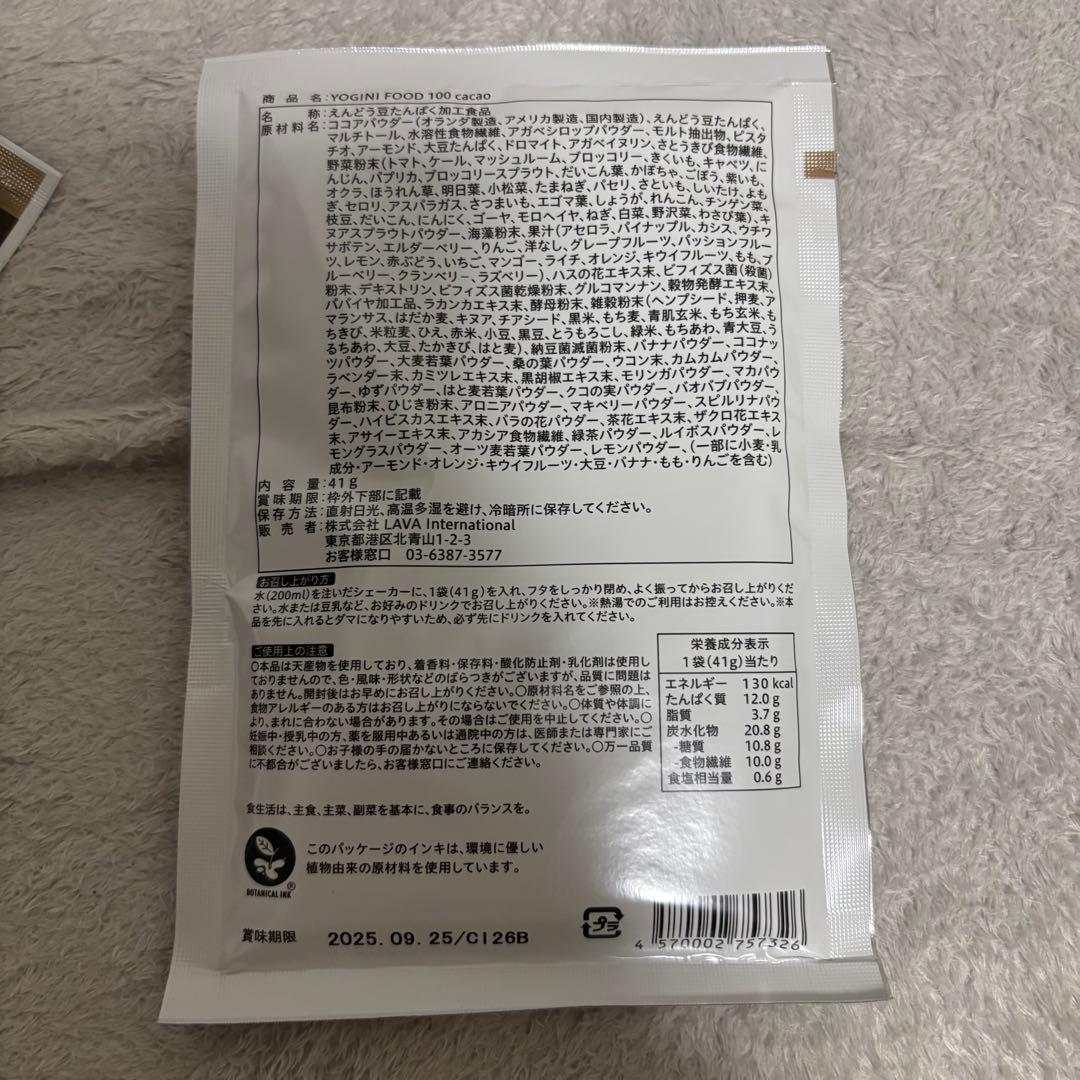 商品名:YOGINI FOOD 100 cacao
名称:えんどう豆たんぱく加工食品
原材料名:ココアパウダー(オランダ製造、アメリカ製造、国内製造)、えんどう豆たんぱく、
マルチトール、水溶性食物繊維、アガベシロップパウダー、モルト抽出物、ピスタ
チオ、アーモンド、大豆たんぱく、ドロマイト、アガベイヌリン、さとうきび食物繊維、
野菜粉末(トマト、ケール、マッシュルーム、ブロッコリー、きくいも、キャベツ、に
んじん、パプリカ、ブロッコリースプラウト、だいこん葉、かぼちゃ、ごぼう、紫いも、
オクラ、ほうれん草、明日葉、小松菜、たまねぎ、パセリ、さといも、しいたけ、よも
ぎ、セロリ、アスパラガス、さつまいも、エゴマ葉、しょうが、れんこん、チンゲン菜、
枝豆、だいこん、にんにく、ゴーヤ、モロヘイヤ、ねぎ、白菜、野沢菜、わさび葉)、キ
ヌアスプラウトパウダー、海藻粉末、果汁(アセロラ、パイナップル、カシス、ウチワ
サボテン、エルダーベリー、りんご、洋なし、グレープフルーツ、パッションフルー
ツ、レモン、赤ぶどう、いちご、マンゴー、ライチ、オレンジ、キウイフルーツ、もも、ブ
ルーベリー、クランベリー、ラズベリー)、ハスの花エキス末、ビフィズス菌(殺菌)
粉末、デキストリン、ビフィズス菌乾燥粉末、グルコマンナン、穀物発酵エキス末、
パパイヤ加工品、ラカンカエキス末、酵母粉末、雑穀粉末(ヘンプシード、押麦、ア
マランサス、はだか麦、キヌア、チアシード、黒米、もち麦、青肌玄米、もち玄米、も
ちきび、米粒麦、ひえ、赤米、小豆、黒豆、とうもろこし、緑米、もちあわ、青大豆、う
るちあわ、大豆、たかきび、はと麦)、納豆菌滅菌粉末、バナナパウダー、ココナッ
ツパウダー、大麦若葉パウダー、桑の葉パウダー、ウコン末、カムカムパウダー、
ラベンダー末、カミツレエキス末、黒胡椒エキス末、モリンガパウダー、マカパウ
ダー、ゆずパウダー、はと麦若葉パウダー、クコの実パウダー、バオバブパウダー、
昆布粉末、ひじき粉末、アロニアパウダー、マキベリーパウダー、スピルリナパウ
ダー、ハイビスカスエキス末、バラの花パウダー、茶花エキス末、ザクロ花エキス
末、アサイーエキス末、アカシア食物繊維、緑茶パウダー、ルイボスパウダー、レ
モングラスパウダー、オーツ麦若葉パウダー、レモンパウダー、(一部に小麦・乳
成分・アーモンド・オレンジ・キウイフルーツ・大豆・バナナ・もも・りんごを含む)
内容量:41g
賞味期限:枠外下部に記載
保存方法:直射日光、高温多湿を避け、冷暗所に保存してください。
販売者:株式会社 LAVA International
東京都港区北青山1-2-3
お客様窓口 03-6387-3577
お召し上がり方
水(200ml)を注いだシェーカーに、1袋(41g)を入れ、フタをしっかり閉め、よく振ってからお召し上がりくだ
さい。水または豆乳など、お好みのドリンクでお召し上がりください。※熱湯でのご利用はお控えください。※本
品を先に入れるとダマになりやすいため、必ず先にドリンクを入れてください。
ご使用上の注意
○本品は天産物を使用しており、着香料・保存料・酸化防止剤・乳化剤は使用し
ておりませんので、色・風味・形状などのばらつきがございますが、品質に問題は
ありません。開封後はお早めにお召し上がりください。○原材料名をご参照の上、
食物アレルギーのある方はお召し上がりにならないでください。○体質や体調に
より、まれに合わない場合があります。その場合はご使用を中止してください。○
妊娠中・授乳中の方、薬を服用中あるいは通院中の方は、医師または専門家にご
相談ください。○お子様の手の届かないところに保存してください。○万一品質
に不都合がございましたら、お客様窓口にご連絡ください。
栄養成分表示
1袋(41g)当たり
エネルギー 130 kcal
たんぱく質 12.0 g
脂質 3.7 g
炭水化物 20.8 g
-糖質 10.8 g
-食物繊維 10.0 g
食塩相当量 0.6 g
食生活は、主食、主菜、副菜を基本に、食事のバランスを。
BOTANICAL INK®
このパッケージのインキは、環境に優しい
植物由来の原材料を使用しています。
賞味期限 2025.09.25/CI26B
プラ
4 570002 757326